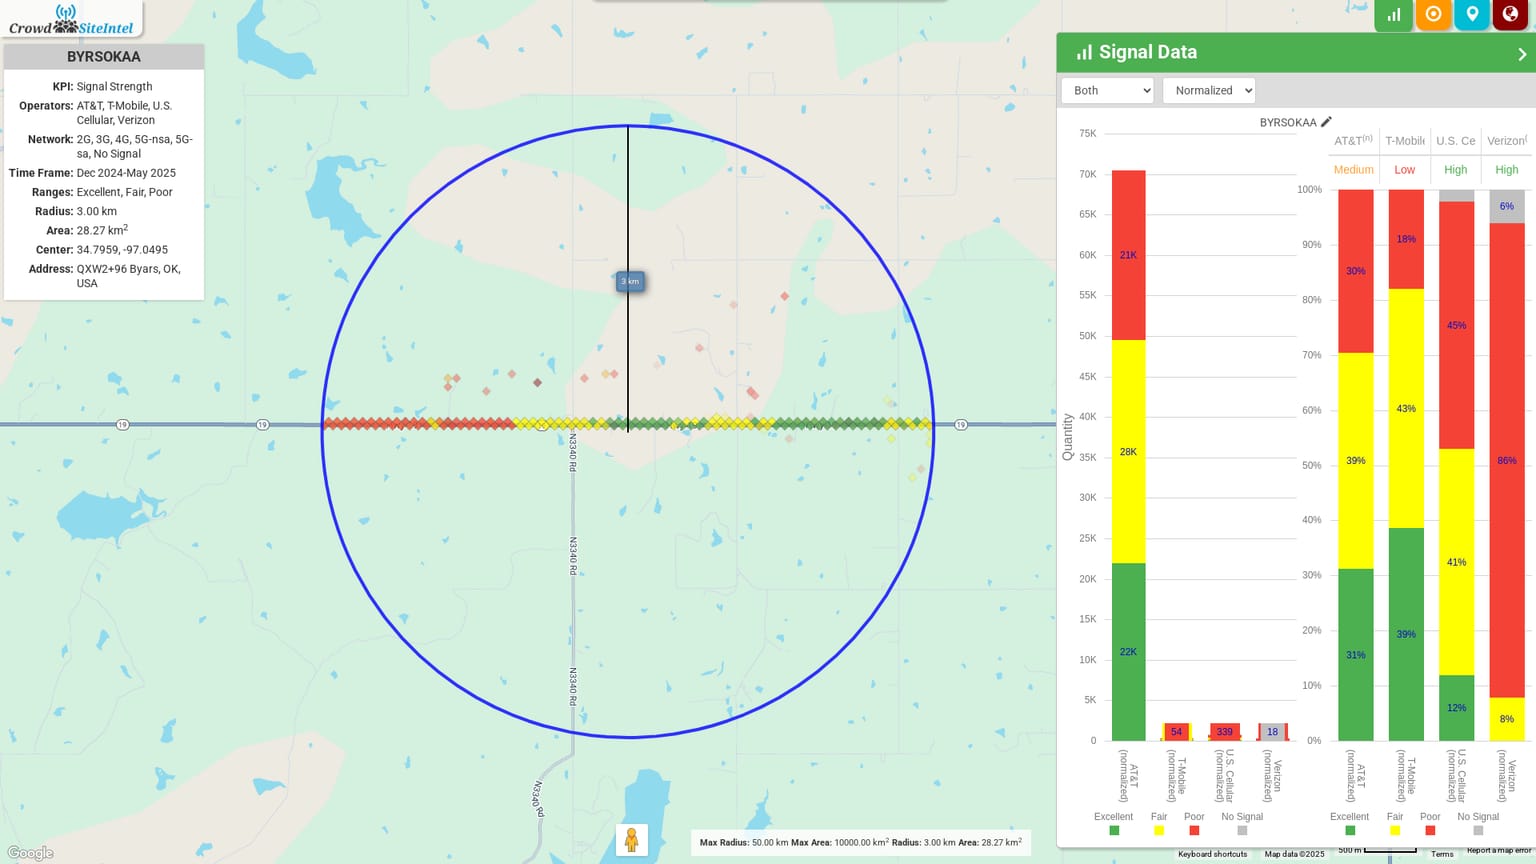 Crowd SiteIntel
BYRSOKAA
KPI: Signal Strength
Operators: AT&T, T-Mobile, U.S.
Cellular, Verizon
Network: 2G, 3G, 4G, 5G-nsa, 5G-
sa, No Signal
Time Frame: Dec 2024-May 2025
Ranges: Excellent, Fair, Poor
Radius: 3.00 km
Area: 28.27 km2
Center: 34.7959, -97.0495
Address: QXW2+96 Byars, OK,
USA
3 km
19
19
19
N3340 Rd
N3340 Rd
N3340 Rd
N3340 Rd
Google
Max Radius: 50.00 km Max Area: 10000.00 km2 Radius: 3.00 km Area: 28.27 km2
Signal Data
Both
Normalized
BYRSOKAA
75K
70K
65K
60K
55K
50K
45K
40K
35K
30K
25K
20K
15K
10K
5K
0
Quantity
21K
28K
22K
54
339
18
AT&T
(normalized)
T-Mobile
(normalized)
U.S. Cellular
(normalized)
Verizon
(normalized)
Excellent
Fair
Poor
No Signal
AT&T(n)
T-Mobile
U.S. Ce
Verizon(
Medium
Low
High
High
100%
90%
80%
70%
60%
50%
40%
30%
20%
10%
0%
30%
39%
31%
18%
43%
39%
45%
41%
12%
6%
86%
8%
AT&T
(normalized)
T-Mobile
(normalized)
U.S. Cellular
(normalized)
Verizon
(normalized)
Excellent
Fair
Poor
No Signal
Keyboard shortcuts
Map data ©2025
500 m
Terms
Report a map error